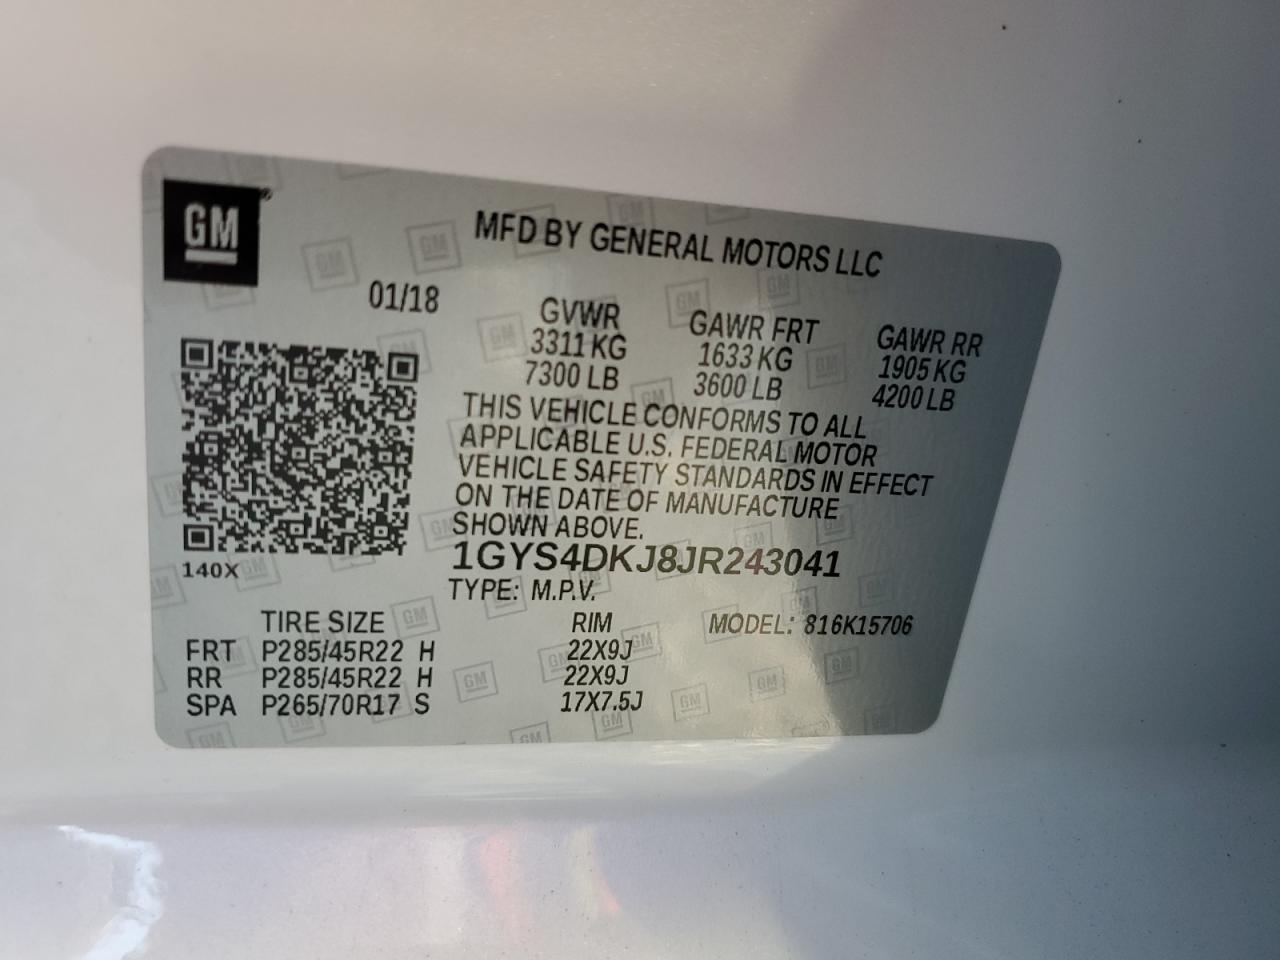 GM
MFD BY GENERAL MOTORS LLC
01/18
GVWR GAWR FRT GAWR RR
3311 KG 1633 KG 1905 KG
7300 LB 3600 LB 4200 LB
THIS VEHICLE CONFORMS TO ALL
APPLICABLE U.S. FEDERAL MOTOR
VEHICLE SAFETY STANDARDS IN EFFECT
ON THE DATE OF MANUFACTURE
SHOWN ABOVE.
1GYS4DKJ8JR243041
140X
TYPE: M.P.V.
TIRE SIZE RIM MODEL: 816K15706
FRT P285/45R22 H 22X9J
RR P285/45R22 H 22X9J
SPA P265/70R17 S 17X7.5J